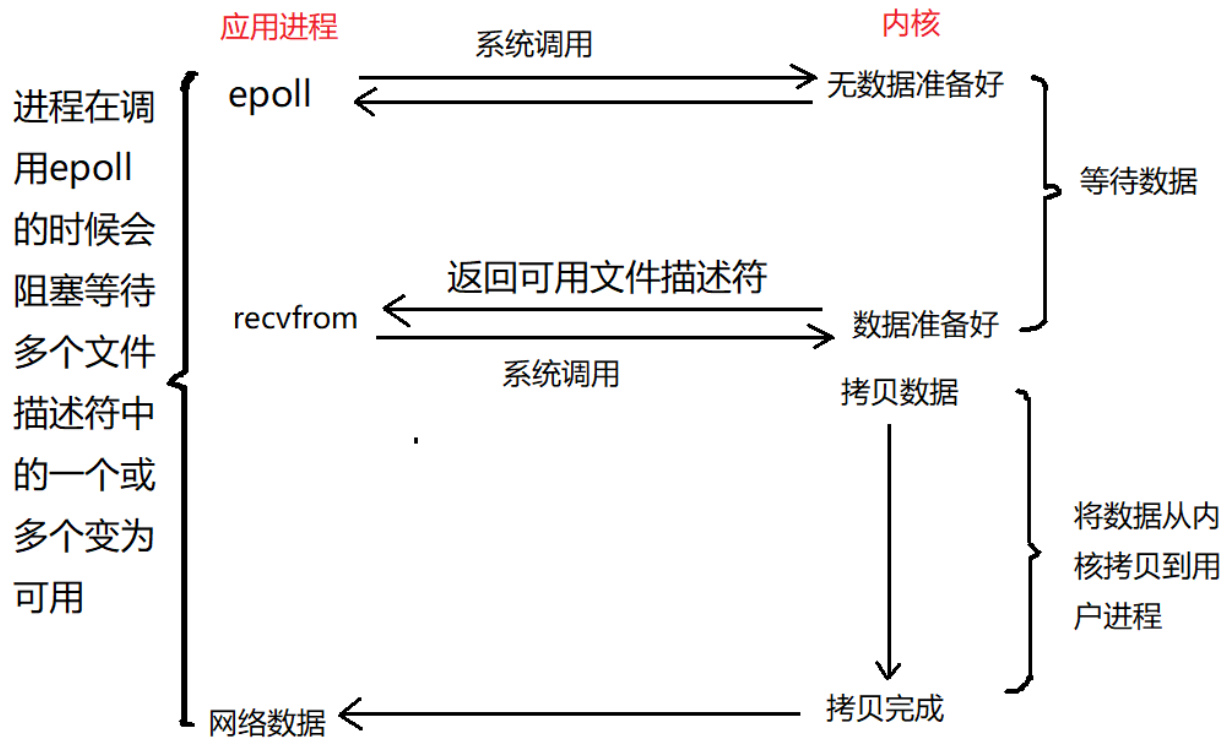 应用进程
内核
系统调用
epoll
无数据准备好
进程在调
用epoll
的时候会
阻塞等待
多个文件
描述符中
的一个或
多个变为
可用
等待数据
返回可用文件描述符
recvfrom
数据准备好
系统调用
拷贝数据
将数据从内
核拷贝到用
户进程
拷贝完成
网络数据